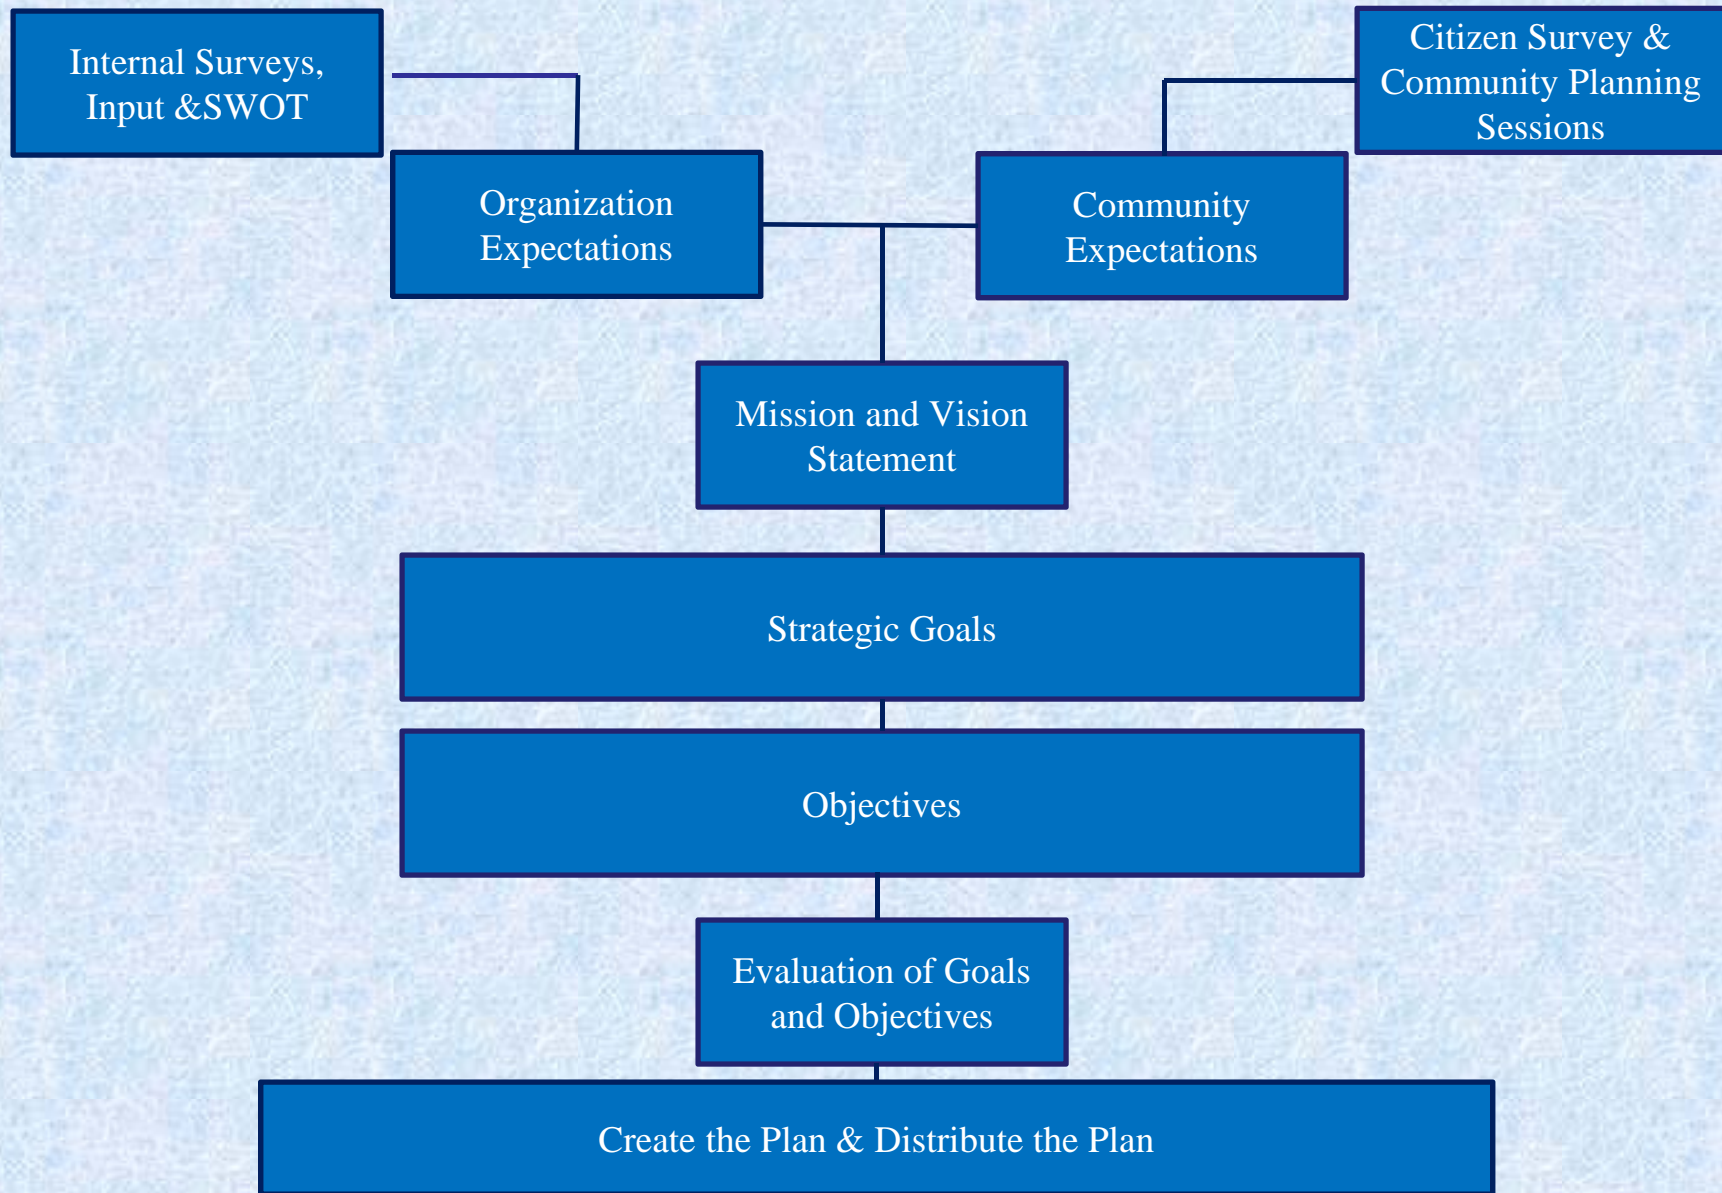 Internal Surveys,
Input &SWOT
Citizen Survey &
Community Planning
Sessions
Organization
Expectations
Community
Expectations
Mission and Vision
Statement
Strategic Goals
Objectives
Evaluation of Goals
and Objectives
Create the Plan & Distribute the Plan